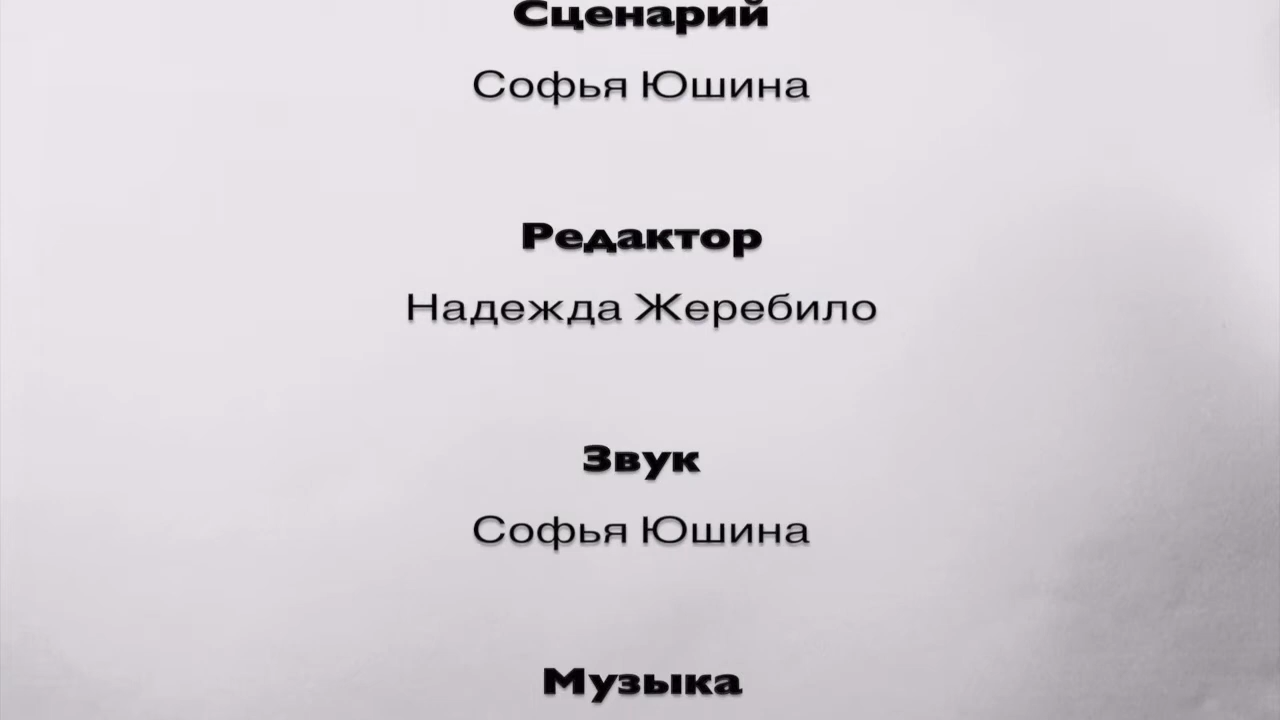 Сценарий
Софья Юшина
Редактор
Надежда Жеребило
Звук
Софья Юшина
Музыка